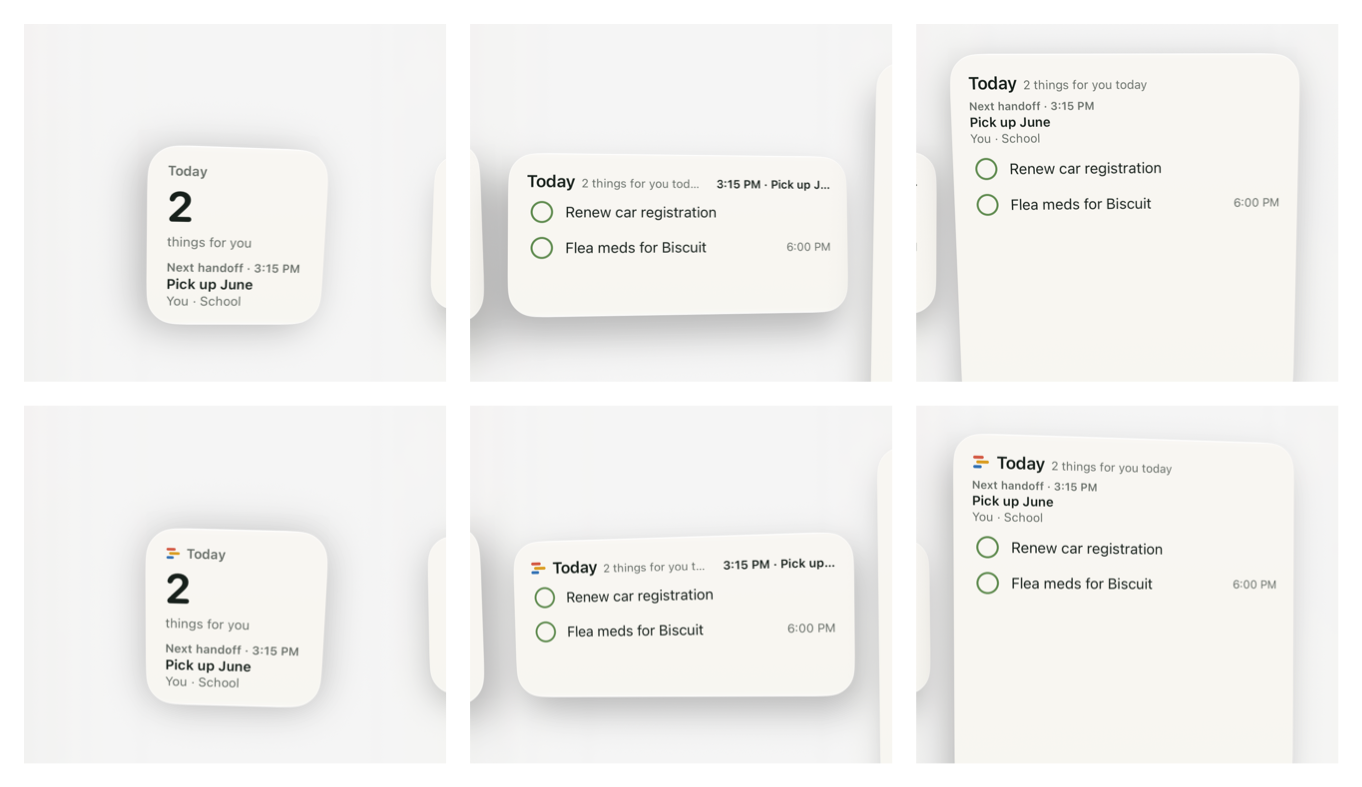 Today
2
things for you
Next handoff · 3:15 PM
Pick up June
You · School
Today 2 things for you tod... 3:15 PM · Pick up J...
Renew car registration
Flea meds for Biscuit 6:00 PM
Today 2 things for you today
Next handoff · 3:15 PM
Pick up June
You · School
Renew car registration
Flea meds for Biscuit 6:00 PM
Today
2
things for you
Next handoff · 3:15 PM
Pick up June
You · School
Today 2 things for you t... 3:15 PM · Pick up...
Renew car registration
Flea meds for Biscuit 6:00 PM
Today 2 things for you today
Next handoff · 3:15 PM
Pick up June
You · School
Renew car registration
Flea meds for Biscuit 6:00 PM